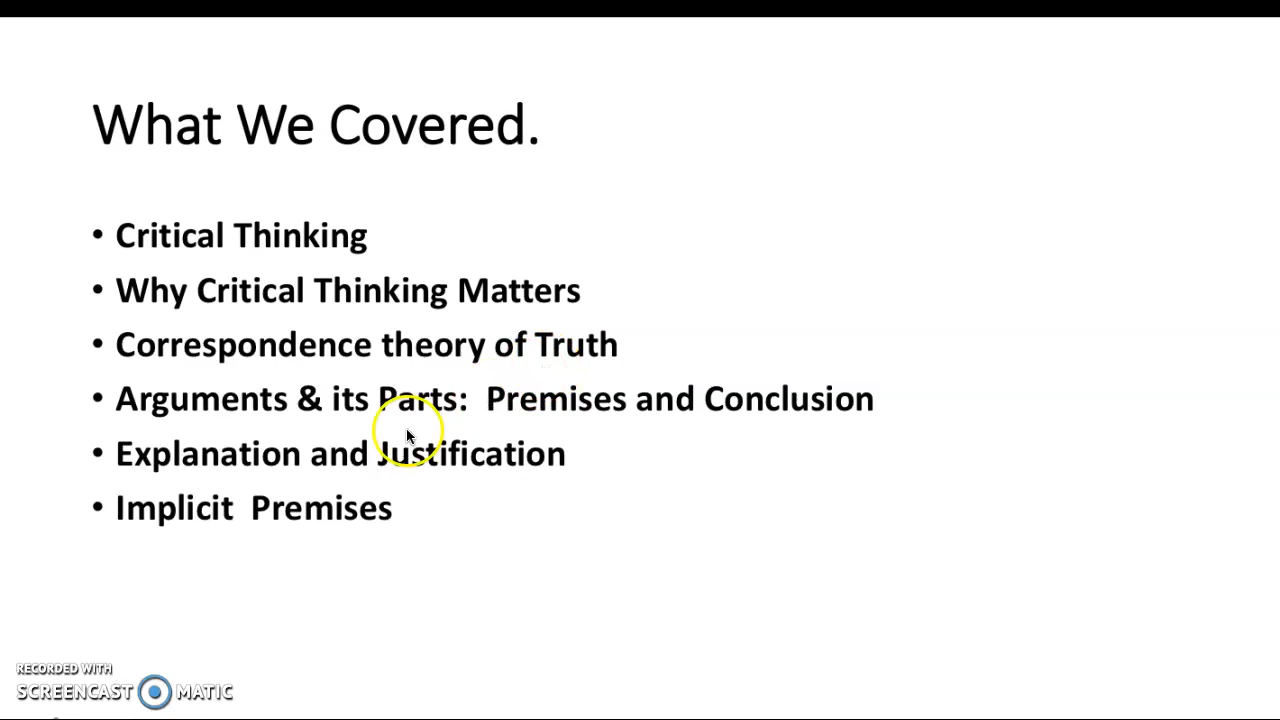 What We Covered.
• Critical Thinking
• Why Critical Thinking Matters
• Correspondence theory of Truth
• Arguments & its Parts:  Premises and Conclusion
• Explanation and Justification
• Implicit  Premises
RECORDED WITH
SCREENCAST MATIC